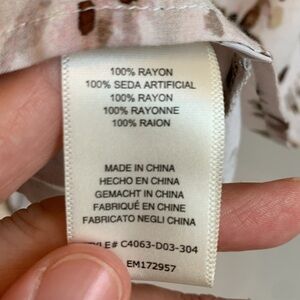 100% RAYON
100% SEDA ARTIFICIAL
100% RAYON
100% RAYONNE
100% RAION
MADE IN CHINA
HECHO EN CHINA
GEMACHT IN CHINA
FABRIQUÉ EN CHINE
FABRICATO NEGLI CHINA
C4063-D03-304
EM172957